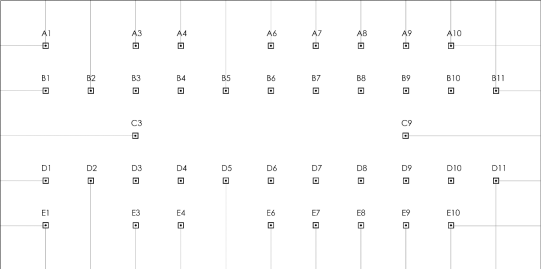 A1 A3 A4 A6 A7 A8 A9 A10
B1 B2 B3 B4 B5 B6 B7 B8 B9 B10 B11
C3 C9
D1 D2 D3 D4 D5 D6 D7 D8 D9 D10 D11
E1 E3 E4 E6 E7 E8 E9 E10